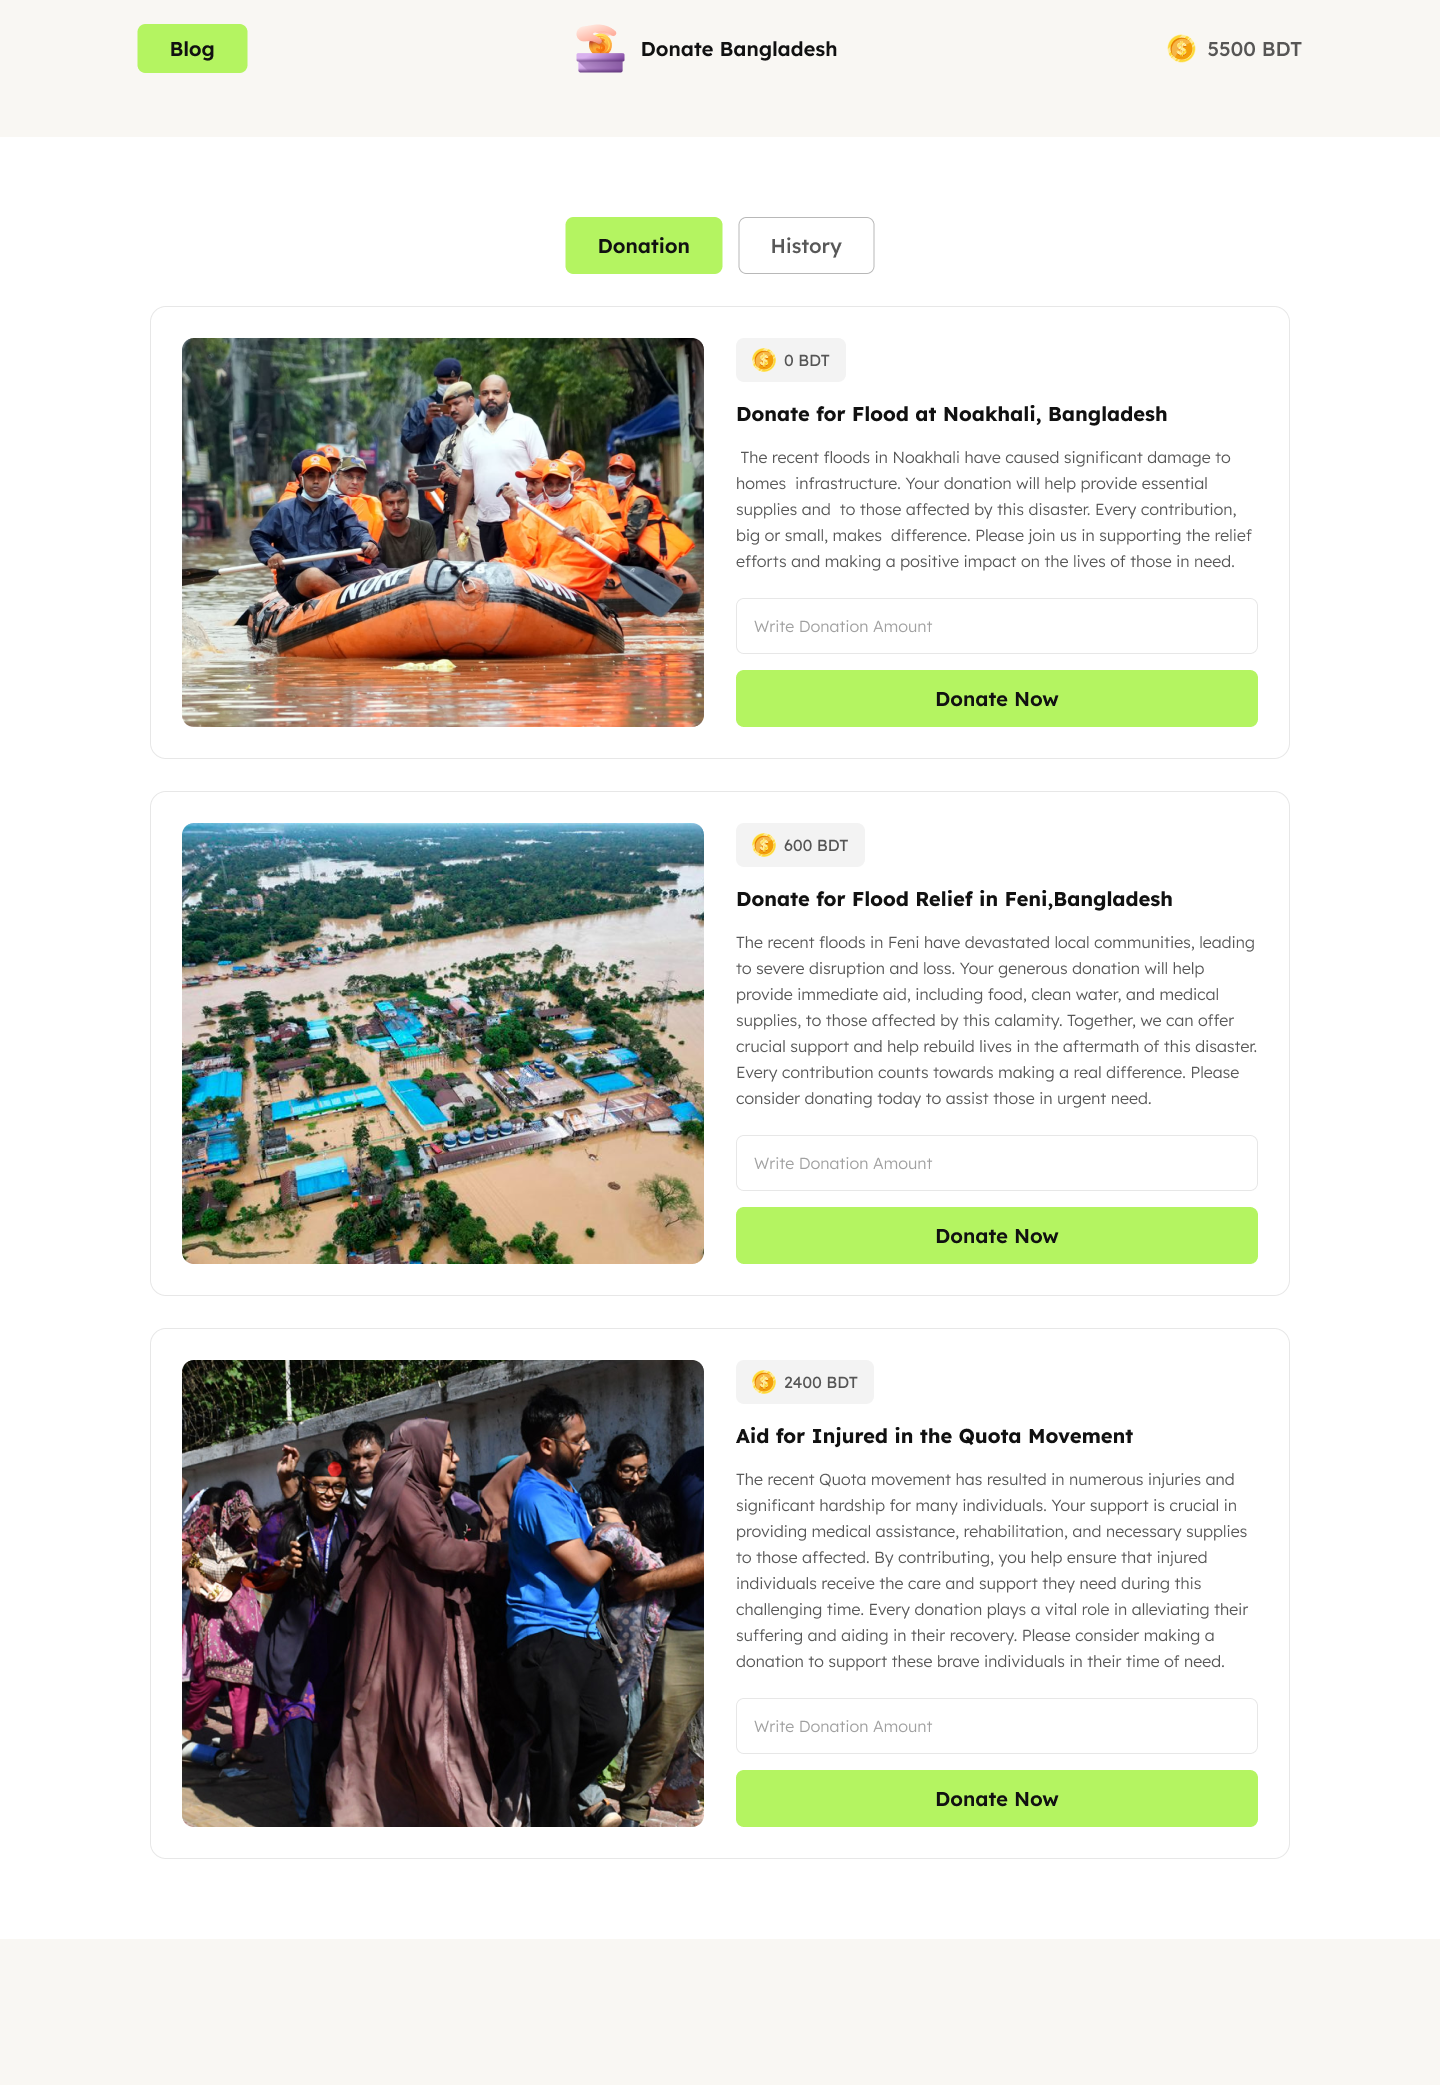 Blog
Donate Bangladesh
5500 BDT
Donation
History
0 BDT
Donate for Flood at Noakhali, Bangladesh
The recent floods in Noakhali have caused significant damage to
homes  infrastructure. Your donation will help provide essential
supplies and  to those affected by this disaster. Every contribution,
big or small, makes  difference. Please join us in supporting the relief
efforts and making a positive impact on the lives of those in need.
Write Donation Amount
Donate Now
600 BDT
Donate for Flood Relief in Feni,Bangladesh
The recent floods in Feni have devastated local communities, leading
to severe disruption and loss. Your generous donation will help
provide immediate aid, including food, clean water, and medical
supplies, to those affected by this calamity. Together, we can offer
crucial support and help rebuild lives in the aftermath of this disaster.
Every contribution counts towards making a real difference. Please
consider donating today to assist those in urgent need.
Write Donation Amount
Donate Now
2400 BDT
Aid for Injured in the Quota Movement
The recent Quota movement has resulted in numerous injuries and
significant hardship for many individuals. Your support is crucial in
providing medical assistance, rehabilitation, and necessary supplies
to those affected. By contributing, you help ensure that injured
individuals receive the care and support they need during this
challenging time. Every donation plays a vital role in alleviating their
suffering and aiding in their recovery. Please consider making a
donation to support these brave individuals in their time of need.
Write Donation Amount
Donate Now